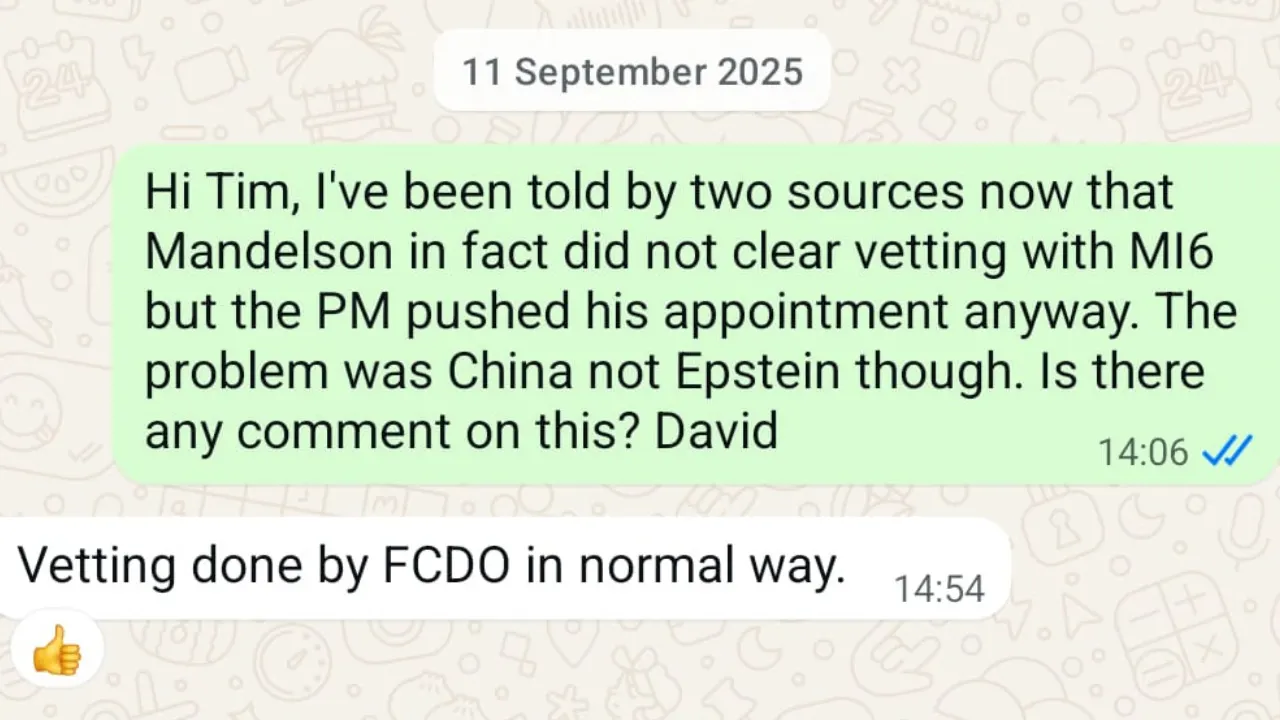 11 September 2025
Hi Tim, I've been told by two sources now that
Mandelson in fact did not clear vetting with MI6
but the PM pushed his appointment anyway. The
problem was China not Epstein though. Is there
any comment on this? David
14:06
Vetting done by FCDO in normal way.
14:54